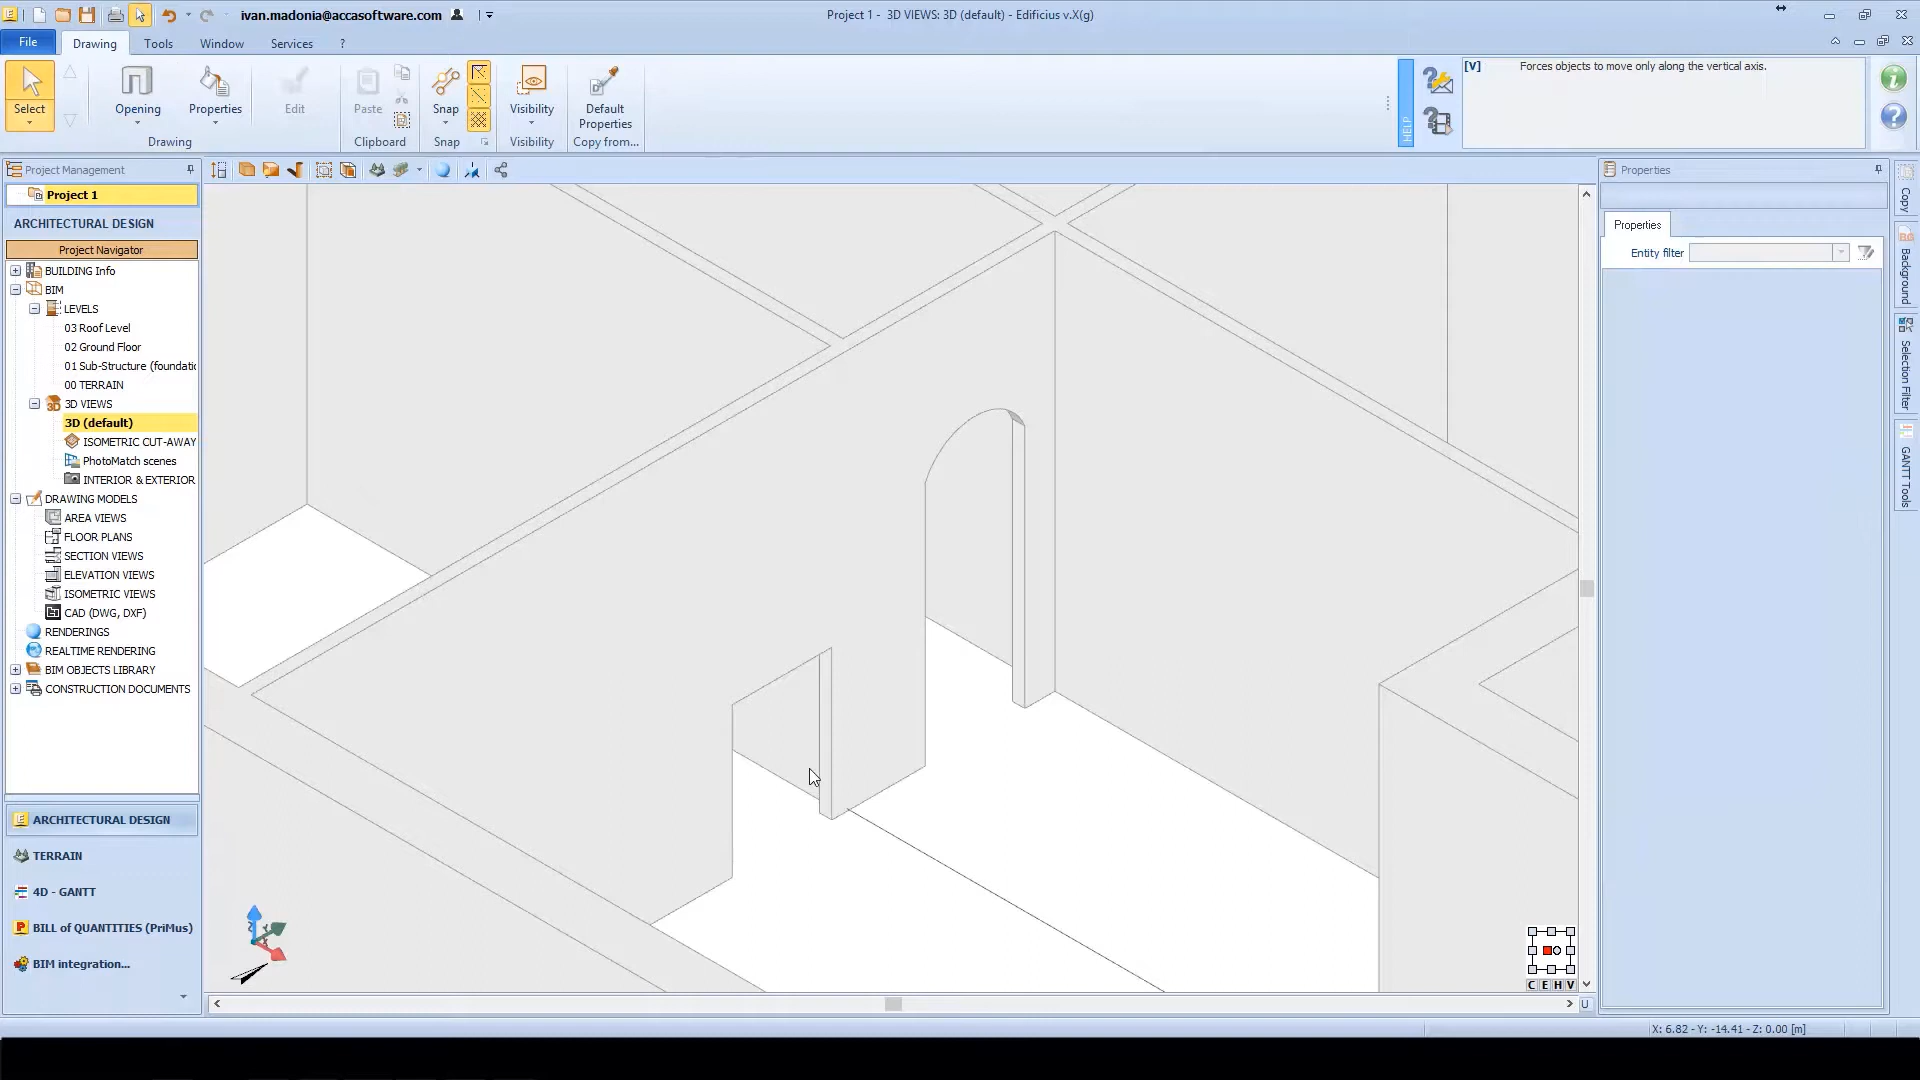 ivan.madonia@accasoftware.com
Project 1 - 3D VIEWS: 3D (default) - Edificius v.X(g)
File
Drawing
Tools
Window
Services
?
Select
Opening
Properties
Edit
Paste
Snap
Visibility
Default
Properties
Drawing
Clipboard
Snap
Visibility
Copy from...
HELP
[V]
Forces objects to move only along the vertical axis.
Project Management
Project 1
ARCHITECTURAL DESIGN
Project Navigator
BUILDING Info
BIM
LEVELS
03 Roof Level
02 Ground Floor
01 Sub-Structure (foundatic
00 TERRAIN
3D VIEWS
3D (default)
ISOMETRIC CUT-AWAY
PhotoMatch scenes
INTERIOR & EXTERIOR
DRAWING MODELS
AREA VIEWS
FLOOR PLANS
SECTION VIEWS
ELEVATION VIEWS
ISOMETRIC VIEWS
CAD (DWG, DXF)
RENDERINGS
REALTIME RENDERING
BIM OBJECTS LIBRARY
CONSTRUCTION DOCUMENTS
ARCHITECTURAL DESIGN
TERRAIN
4D - GANTT
BILL of QUANTITIES (PriMus)
BIM integration...
C E H V
U
Properties
Properties
Entity filter
Copy
Background
Selection Filter
GANTT Tools
X: 6.82 - Y: -14.41 - Z: 0.00 [m]